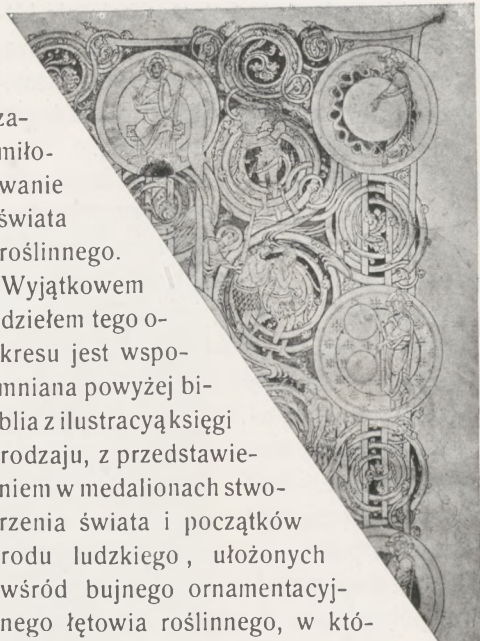 za-
miło-
wanie
świata
roślinnego.
Wyjątkowem
dziełem tego o-
kresu jest wspo-
mniana powyżej bi-
blia z ilustracyą księgi
rodzaju, z przedstawie-
niem w medalionach stwo-
rzenia świata i początków
rodu ludzkiego, ułożonych
wśród bujnego ornamentacyj-
nego łętowia roślinnego, w któ-